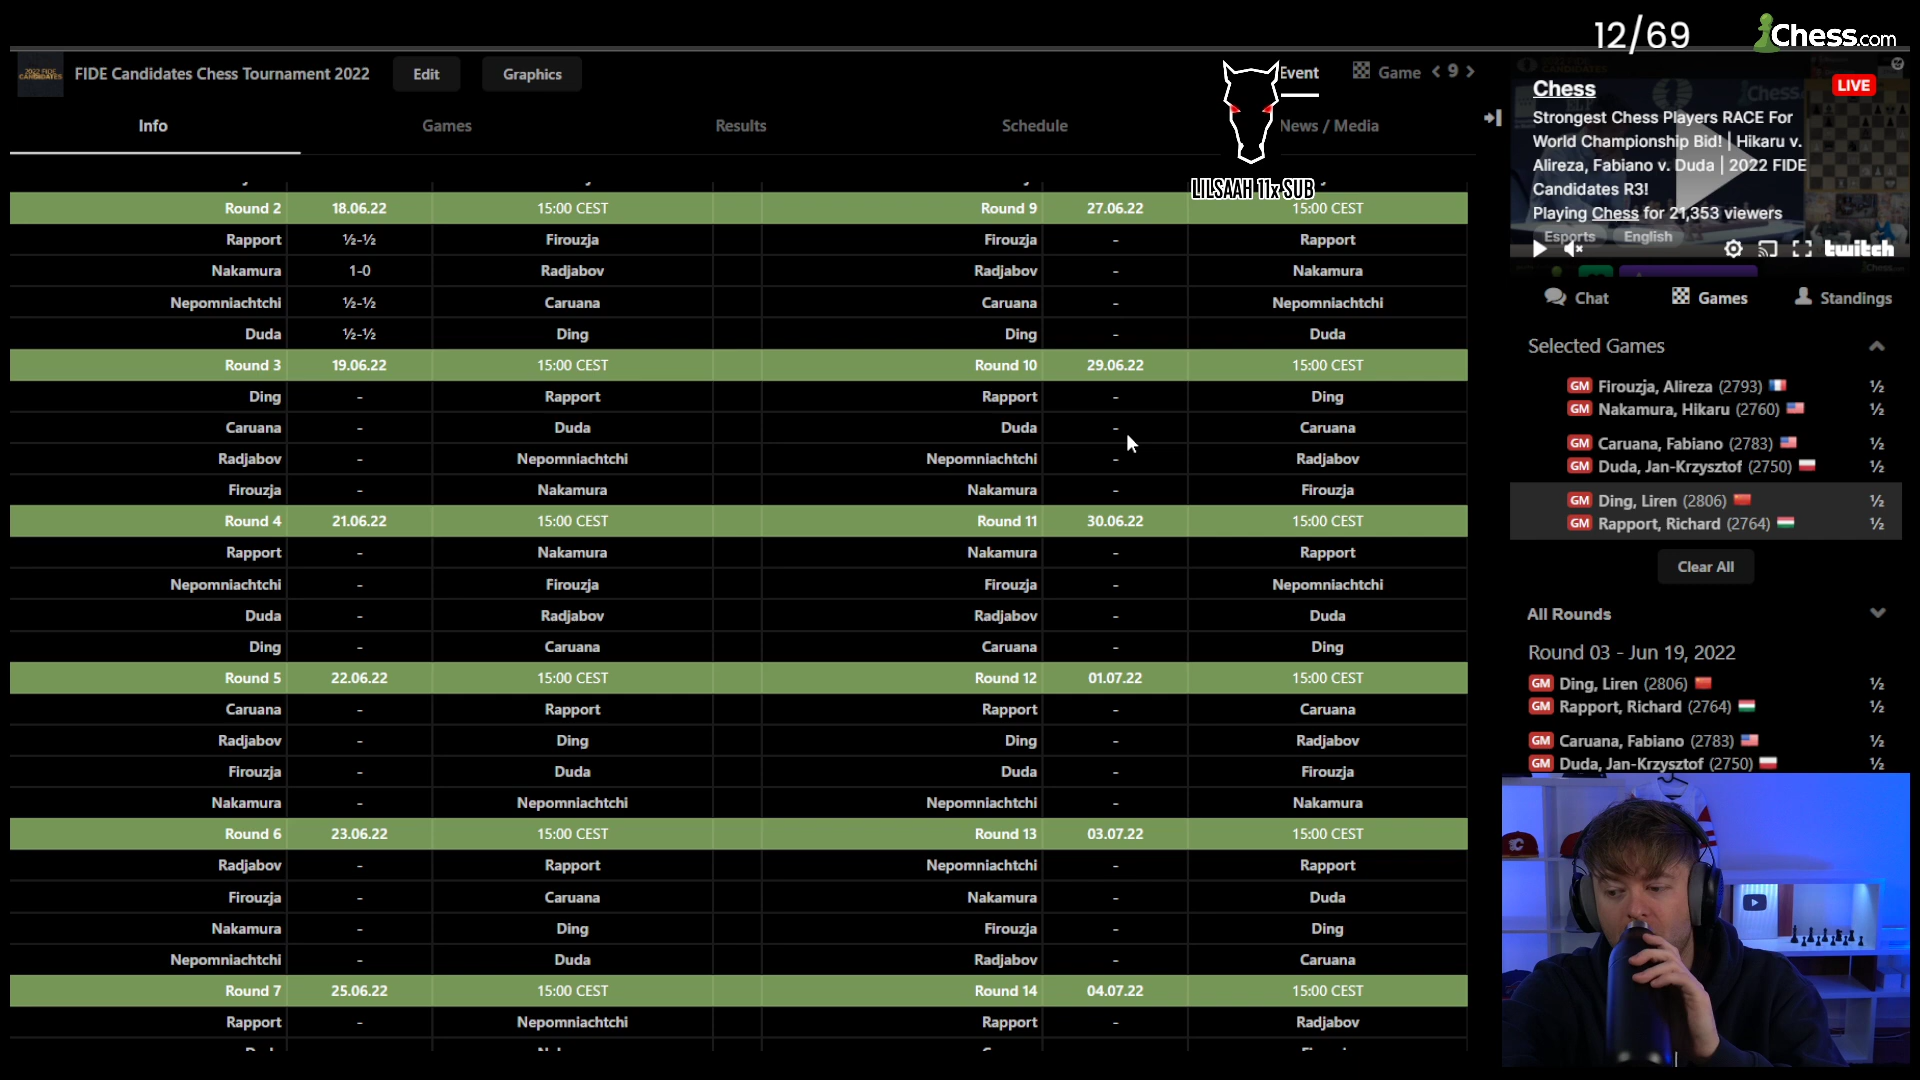 12/69
Chess.com
FIDE Candidates Chess Tournament 2022
Edit
Graphics
Event
Game < 9 >
Info
Games
Results
Schedule
News / Media
LILSAAH 11x SUB
Round 2 18.06.22 15:00 CEST Round 9 27.06.22 15:00 CEST
Rapport ½-½ Firouzja Firouzja - Rapport
Nakamura 1-0 Radjabov Radjabov - Nakamura
Nepomniachtchi ½-½ Caruana Caruana - Nepomniachtchi
Duda ½-½ Ding Ding - Duda
Round 3 19.06.22 15:00 CEST Round 10 29.06.22 15:00 CEST
Ding - Rapport Rapport - Ding
Caruana - Duda Duda - Caruana
Radjabov - Nepomniachtchi Nepomniachtchi - Radjabov
Firouzja - Nakamura Nakamura - Firouzja
Round 4 21.06.22 15:00 CEST Round 11 30.06.22 15:00 CEST
Rapport - Nakamura Nakamura - Rapport
Nepomniachtchi - Firouzja Firouzja - Nepomniachtchi
Duda - Radjabov Radjabov - Duda
Ding - Caruana Caruana - Ding
Round 5 22.06.22 15:00 CEST Round 12 01.07.22 15:00 CEST
Caruana - Rapport Rapport - Caruana
Radjabov - Ding Ding - Radjabov
Firouzja - Duda Duda - Firouzja
Nakamura - Nepomniachtchi Nepomniachtchi - Nakamura
Round 6 23.06.22 15:00 CEST Round 13 03.07.22 15:00 CEST
Radjabov - Rapport Nepomniachtchi - Rapport
Firouzja - Caruana Nakamura - Duda
Nakamura - Ding Firouzja - Ding
Nepomniachtchi - Duda Radjabov - Caruana
Round 7 25.06.22 15:00 CEST Round 14 04.07.22 15:00 CEST
Rapport - Nepomniachtchi Rapport - Radjabov
Chess
LIVE
Strongest Chess Players RACE For
World Championship Bid! | Hikaru v.
Alireza, Fabiano v. Duda | 2022 FIDE
Candidates R3!
Playing Chess for 21,353 viewers
Esports English
twitch
Chat
Games
Standings
Selected Games
GM Firouzja, Alireza (2793) ½
GM Nakamura, Hikaru (2760) ½
GM Caruana, Fabiano (2783) ½
GM Duda, Jan-Krzysztof (2750) ½
GM Ding, Liren (2806) ½
GM Rapport, Richard (2764) ½
Clear All
All Rounds
Round 03 - Jun 19, 2022
GM Ding, Liren (2806) ½
GM Rapport, Richard (2764) ½
GM Caruana, Fabiano (2783) ½
GM Duda, Jan-Krzysztof (2750) ½